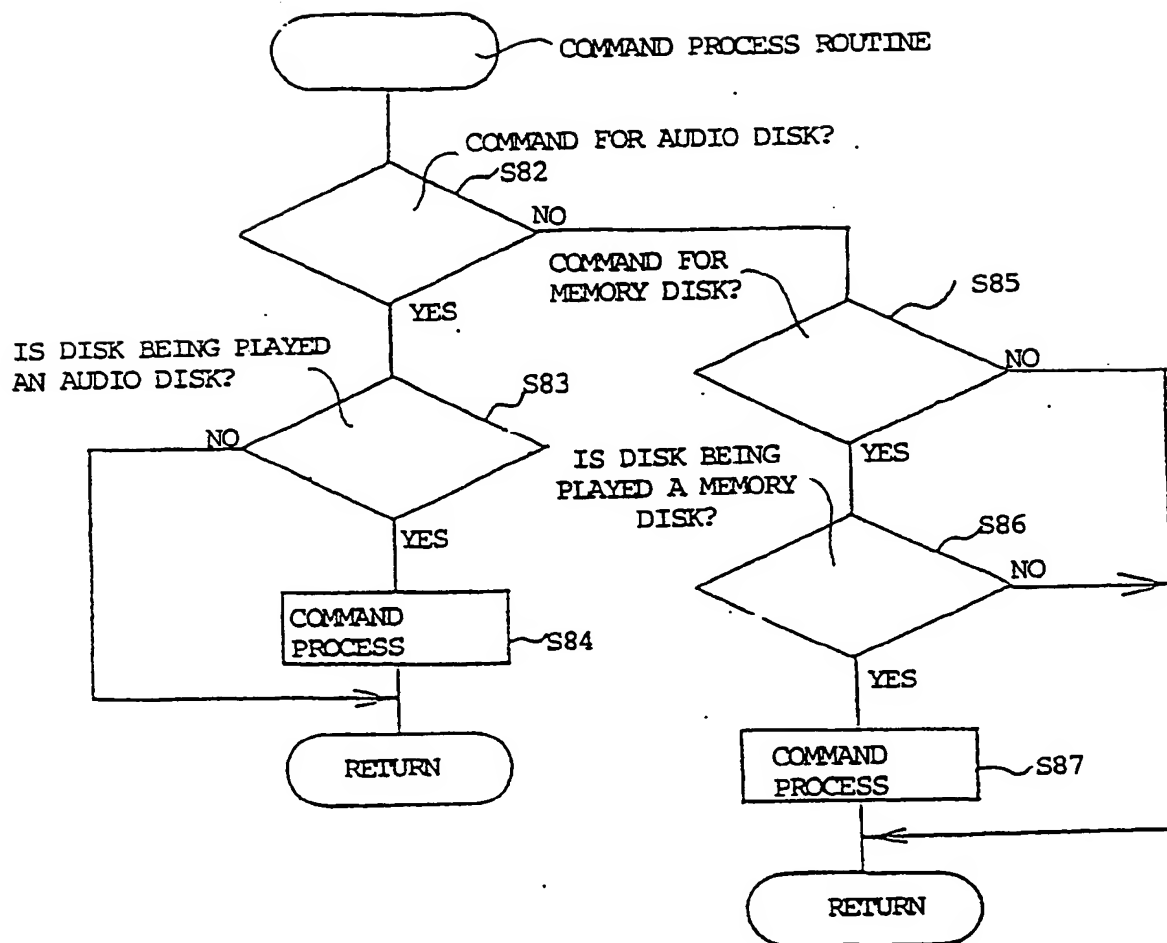 COMMAND PROCESS ROUTINE
COMMAND FOR AUDIO DISK?
S82
NO
YES
COMMAND FOR
MEMORY DISK?
S85
NO
YES
IS DISK BEING PLAYED
AN AUDIO DISK?
S83
NO
YES
IS DISK BEING
PLAYED A MEMORY
DISK?
S86
NO
YES
COMMAND
PROCESS
S84
RETURN
COMMAND
PROCESS
S87
RETURN